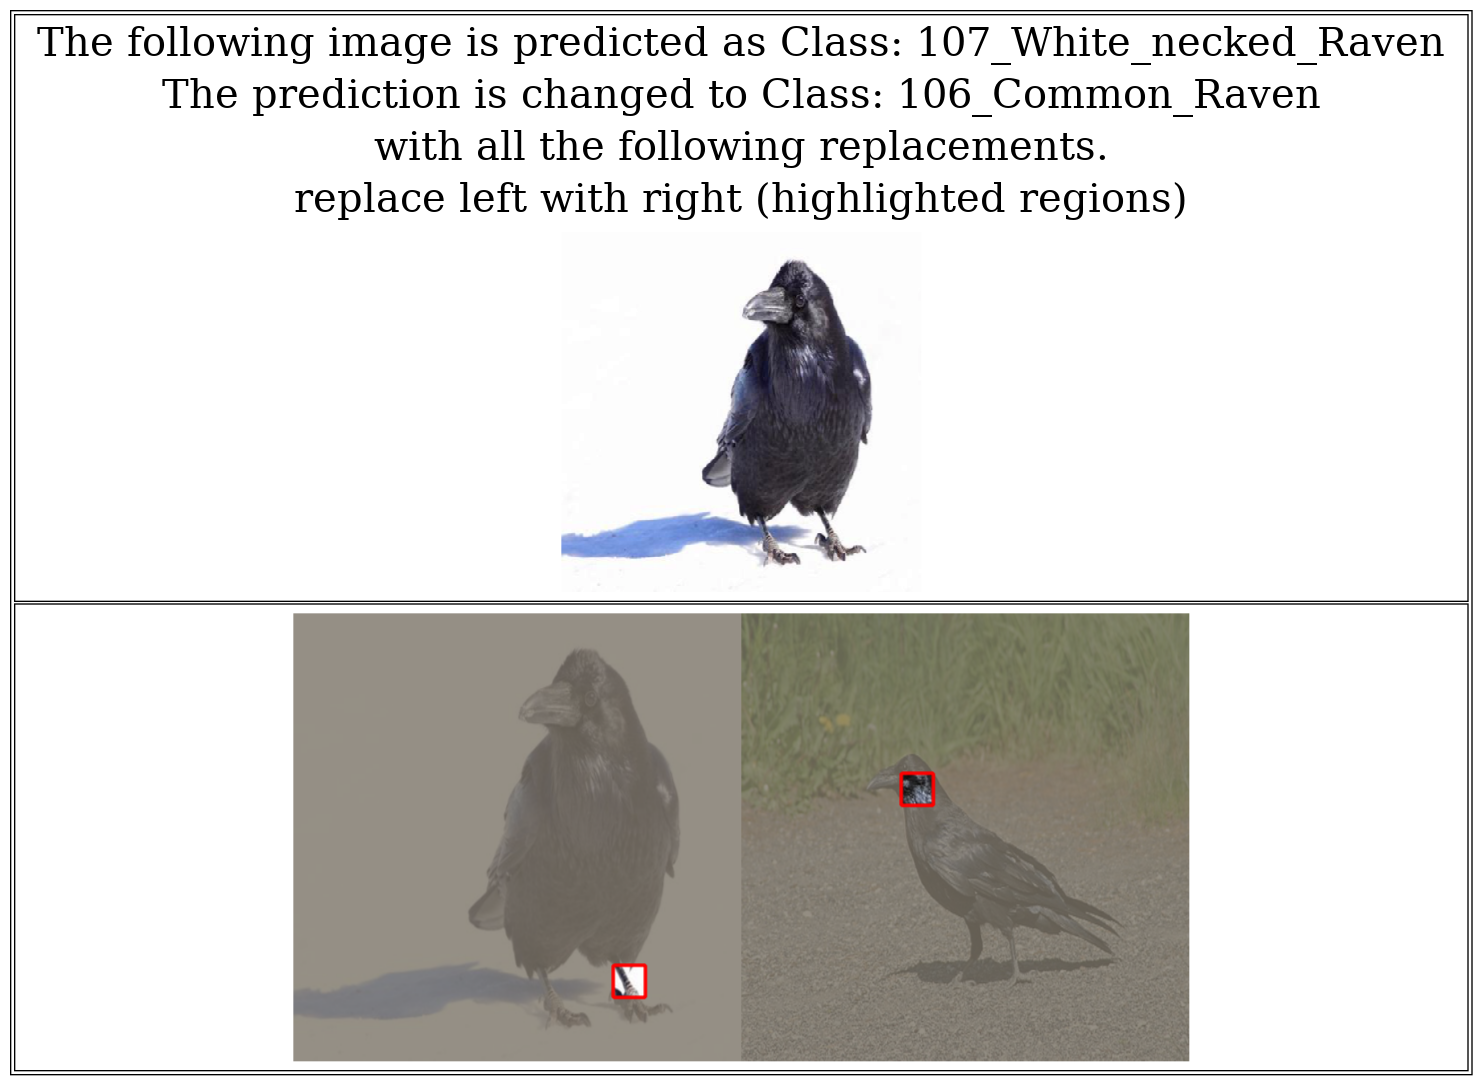 The following image is predicted as Class: 107_White_necked_Raven
The prediction is changed to Class: 106_Common_Raven
with all the following replacements.
replace left with right (highlighted regions)